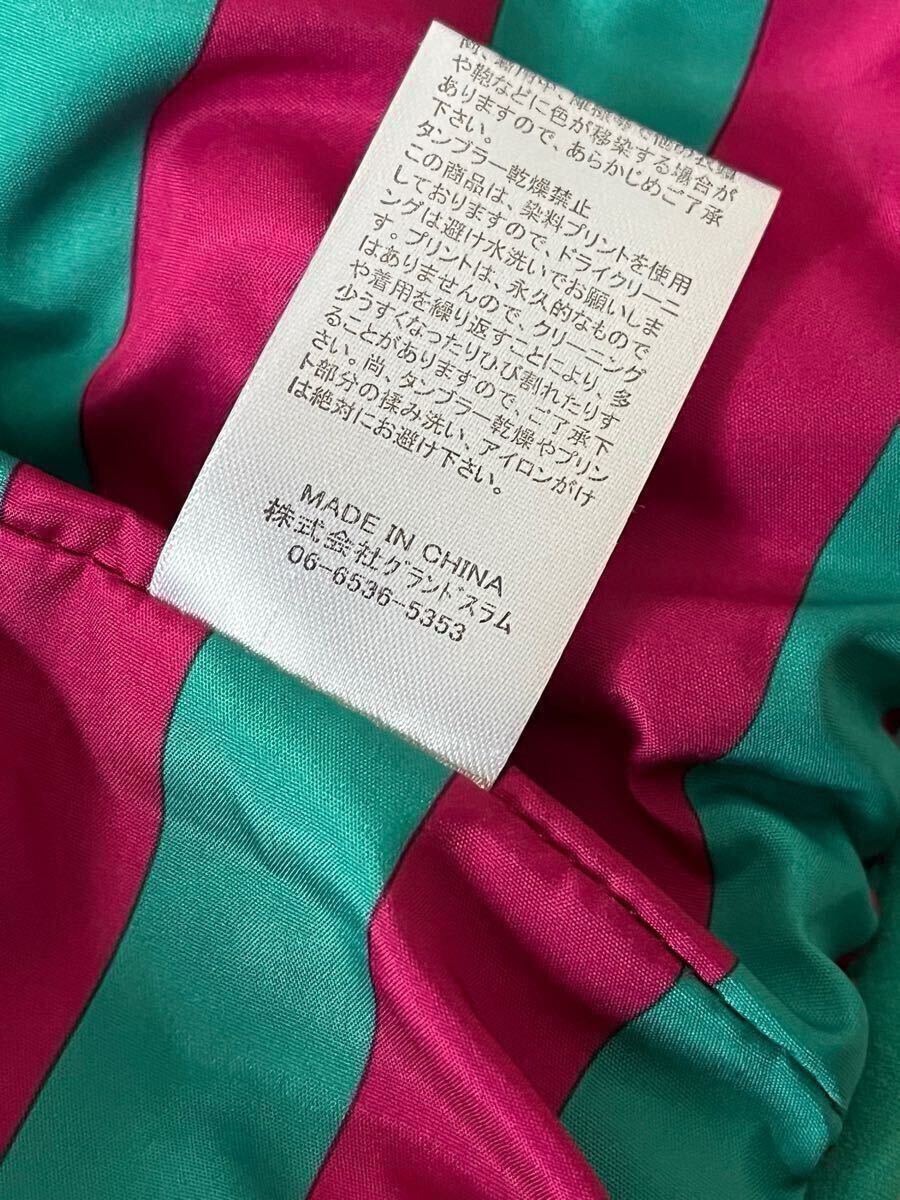 や鞄などに色が移染する場合が
ありますので、あらかじめご了承
下さい。
タンブラー乾燥禁止
この商品は、染料プリントを使用
しておりますので、ドライクリーニ
ングは避け水洗いでお願いしま
す。プリントは、永久的なもので
はありませんので、クリーニング
や着用を繰り返すことにより、多
少うすくなったりひび割れたりす
ることがありますので、ご了承下
さい。尚、タンブラー乾燥やプリン
ト部分の揉み洗い、アイロンがけ
は絶対にお避け下さい。
MADE IN CHINA
株式会社グランドスラム
06-6536-5353